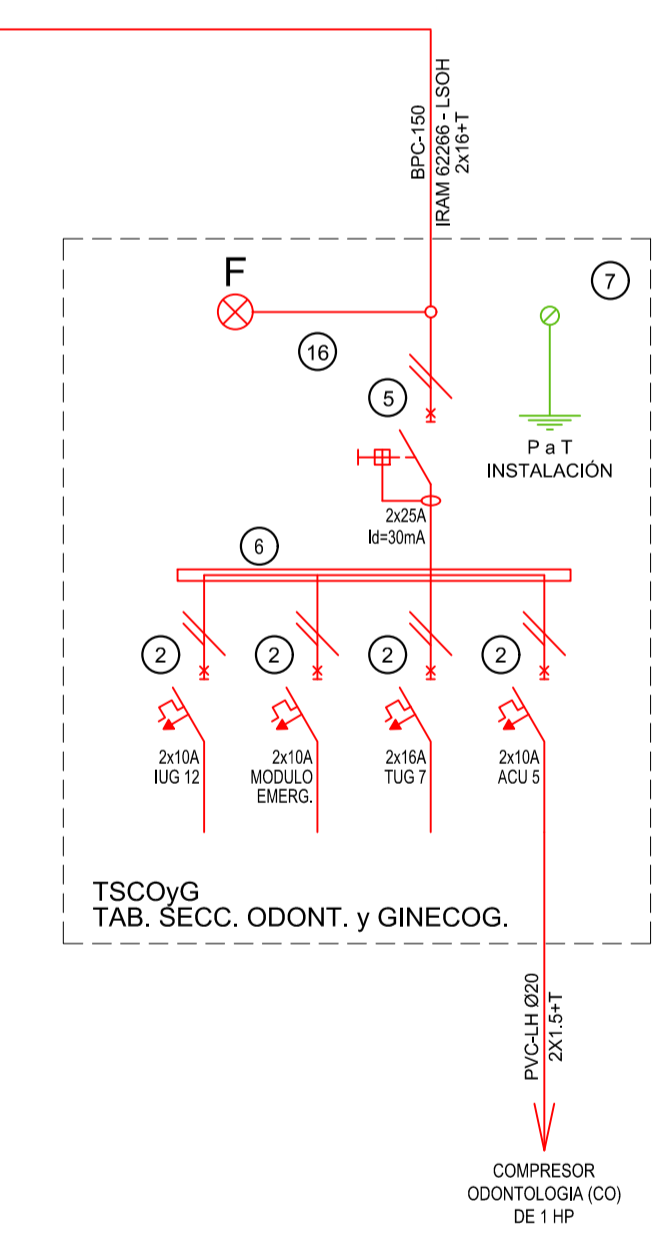 BPC-150
IRAM 62266 - LSOH
2x16+T
F
7
16
5
P a T
INSTALACIÓN
2x25A
Id=30mA
6
2
2
2
2
2x10A
IUG 12
2x10A
MODULO
EMERG.
2x16A
TUG 7
2x10A
ACU 5
TSCOyG
TAB. SECC. ODONT. y GINECOG.
PVC-LH Ø20
2X1.5+T
COMPRESOR
ODONTOLOGIA (CO)
DE 1 HP